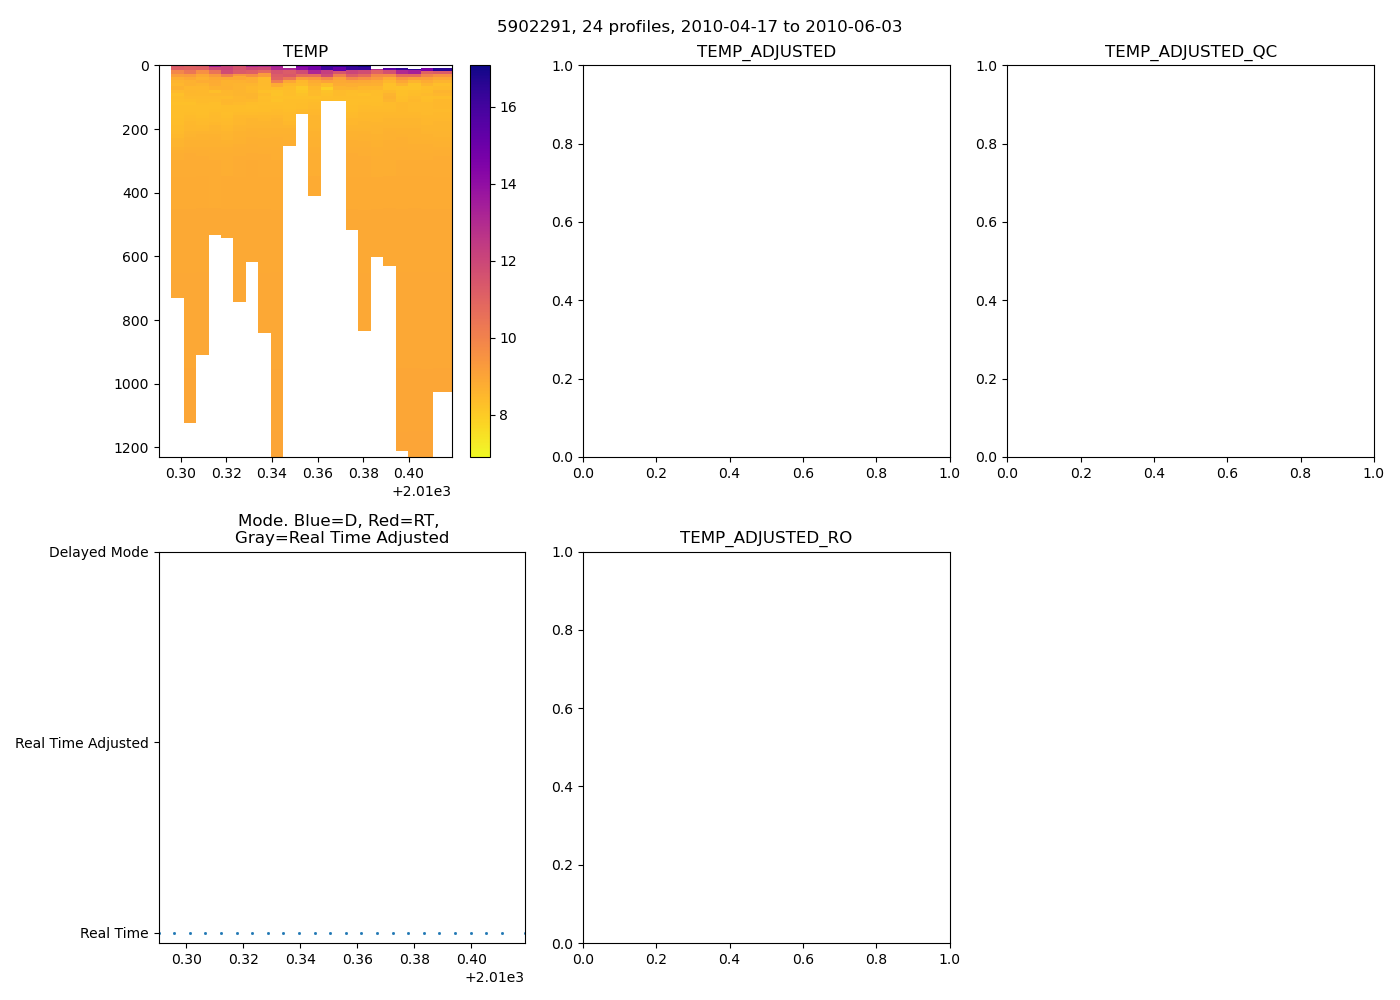 5902291, 24 profiles, 2010-04-17 to 2010-06-03
TEMP
0
200
400
600
800
1000
1200
0.30 0.32 0.34 0.36 0.38 0.40
+2.01e3
16
14
12
10
8
TEMP_ADJUSTED
1.0
0.8
0.6
0.4
0.2
0.0
0.0 0.2 0.4 0.6 0.8 1.0
TEMP_ADJUSTED_QC
1.0
0.8
0.6
0.4
0.2
0.0
0.0 0.2 0.4 0.6 0.8 1.0
Mode. Blue=D, Red=RT,
Gray=Real Time Adjusted
Delayed Mode
Real Time Adjusted
Real Time
0.30 0.32 0.34 0.36 0.38 0.40
+2.01e3
TEMP_ADJUSTED_RO
1.0
0.8
0.6
0.4
0.2
0.0
0.0 0.2 0.4 0.6 0.8 1.0